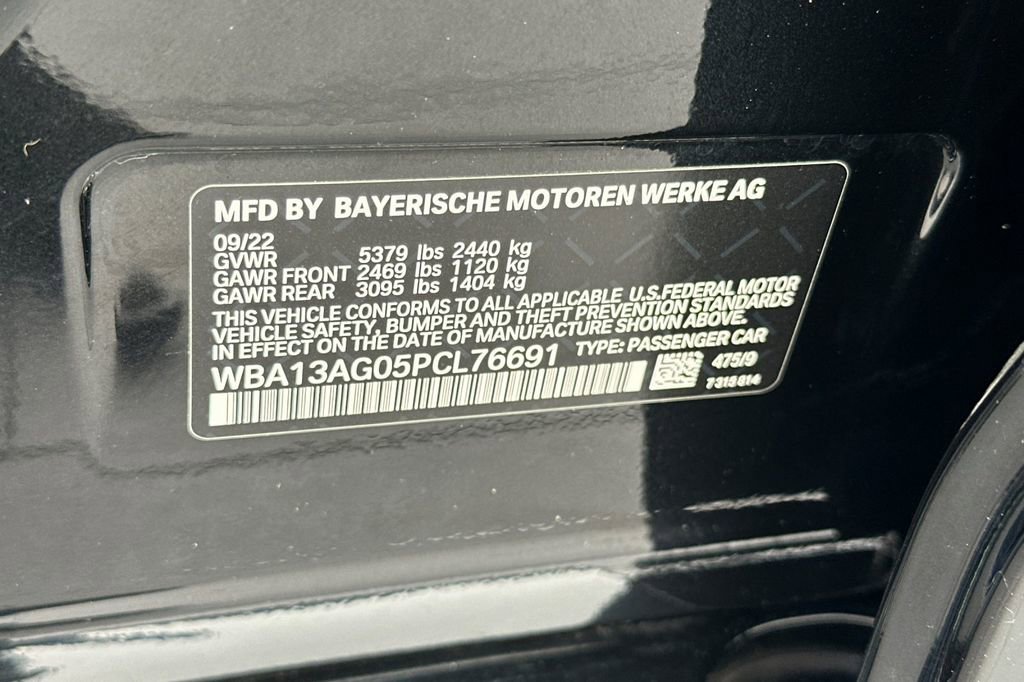 MFD BY BAYERISCHE MOTOREN WERKE AG
09/22
GVWR 5379 lbs 2440 kg
GAWR FRONT 2469 lbs 1120 kg
GAWR REAR 3095 lbs 1404 kg
THIS VEHICLE CONFORMS TO ALL APPLICABLE U.S.FEDERAL MOTOR
VEHICLE SAFETY, BUMPER AND THEFT PREVENTION STANDARDS
IN EFFECT ON THE DATE OF MANUFACTURE SHOWN ABOVE.
WBA13AG05PCL76691 TYPE: PASSENGER CAR
475/9
7315814